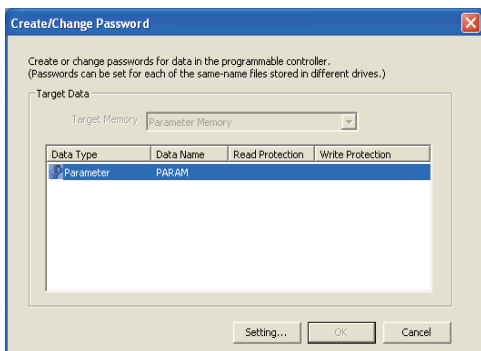 Create/Change Password
Create or change passwords for data in the programmable controller.
(Passwords can be set for each of the same-name files stored in different drives.)
Target Data
Target Memory Parameter Memory
Data Type Data Name Read Protection Write Protection
Parameter PARAM
Setting... OK Cancel